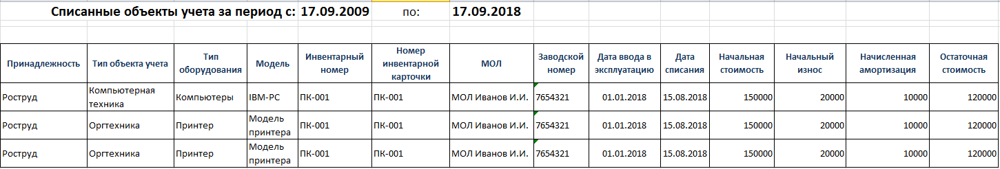 Списанные объекты учета за период с: 17.09.2009 по: 17.09.2018
Принадлежность Тип объекта учета Тип оборудования Модель Инвентарный номер Номер инвентарной карточки МОЛ Заводской номер Дата ввода в эксплуатацию Дата списания Начальная стоимость Начальный износ Начисленная амортизация Остаточная стоимость
Роструд Компьютерная техника Компьютеры IBM-PC ПК-001 ПК-001 МОЛ Иванов И.И. 7654321 01.01.2018 15.08.2018 150000 20000 10000 120000
Роструд Оргтехника Принтер Модель принтера ПК-001 ПК-001 МОЛ Иванов И.И. 7654321 01.01.2018 15.08.2018 150000 20000 10000 120000
Роструд Оргтехника Принтер Модель принтера ПК-001 ПК-001 МОЛ Иванов И.И. 7654321 01.01.2018 15.08.2018 150000 20000 10000 120000